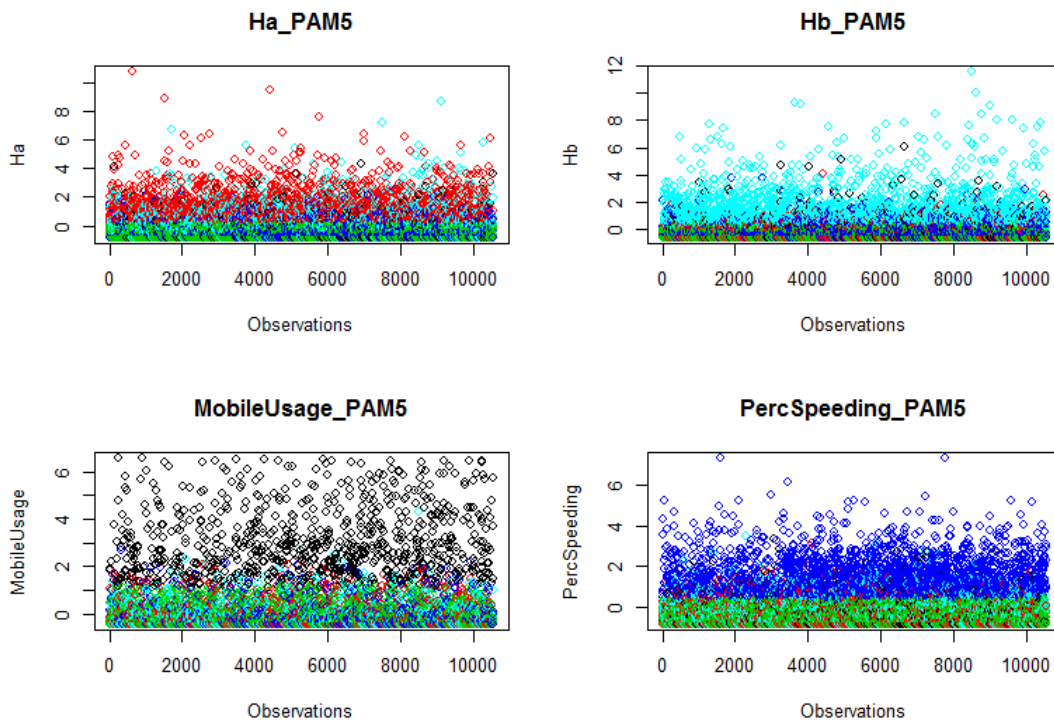 Ha_PAM5
Ha
0 2 4 6 8
0 2000 4000 6000 8000 10000
Observations
Hb_PAM5
Hb
0 2 4 6 8 12
0 2000 4000 6000 8000 10000
Observations
MobileUsage_PAM5
MobileUsage
0 2 4 6
0 2000 4000 6000 8000 10000
Observations
PercSpeeding_PAM5
PercSpeeding
0 2 4 6
0 2000 4000 6000 8000 10000
Observations